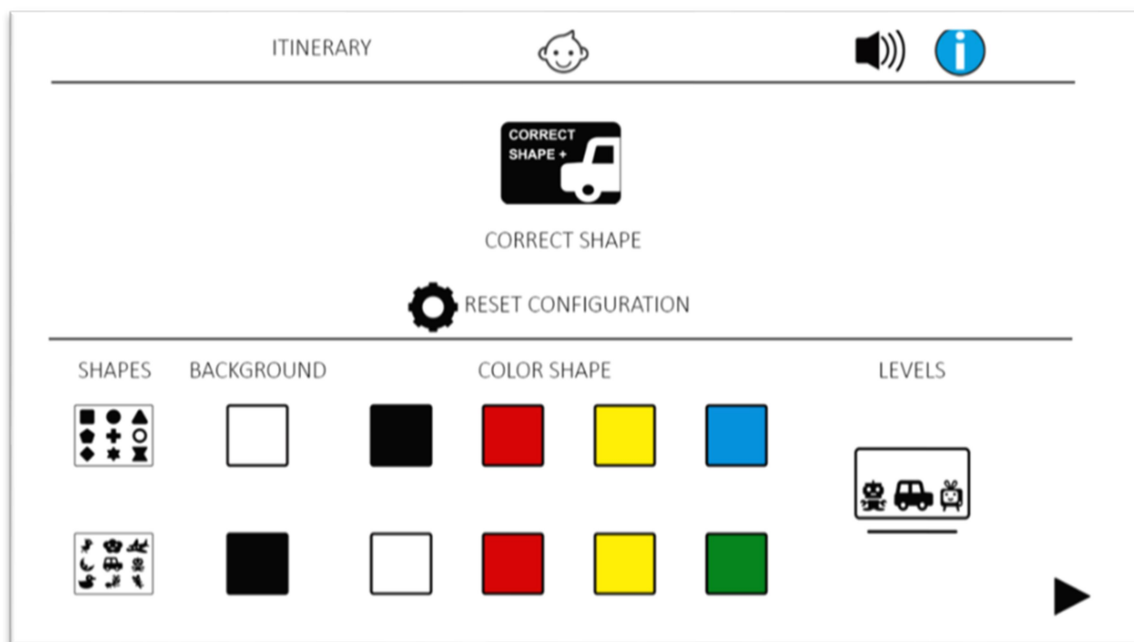 ITINERARY
CORRECT
SHAPE +
CORRECT SHAPE
RESET CONFIGURATION
SHAPES BACKGROUND COLOR SHAPE LEVELS